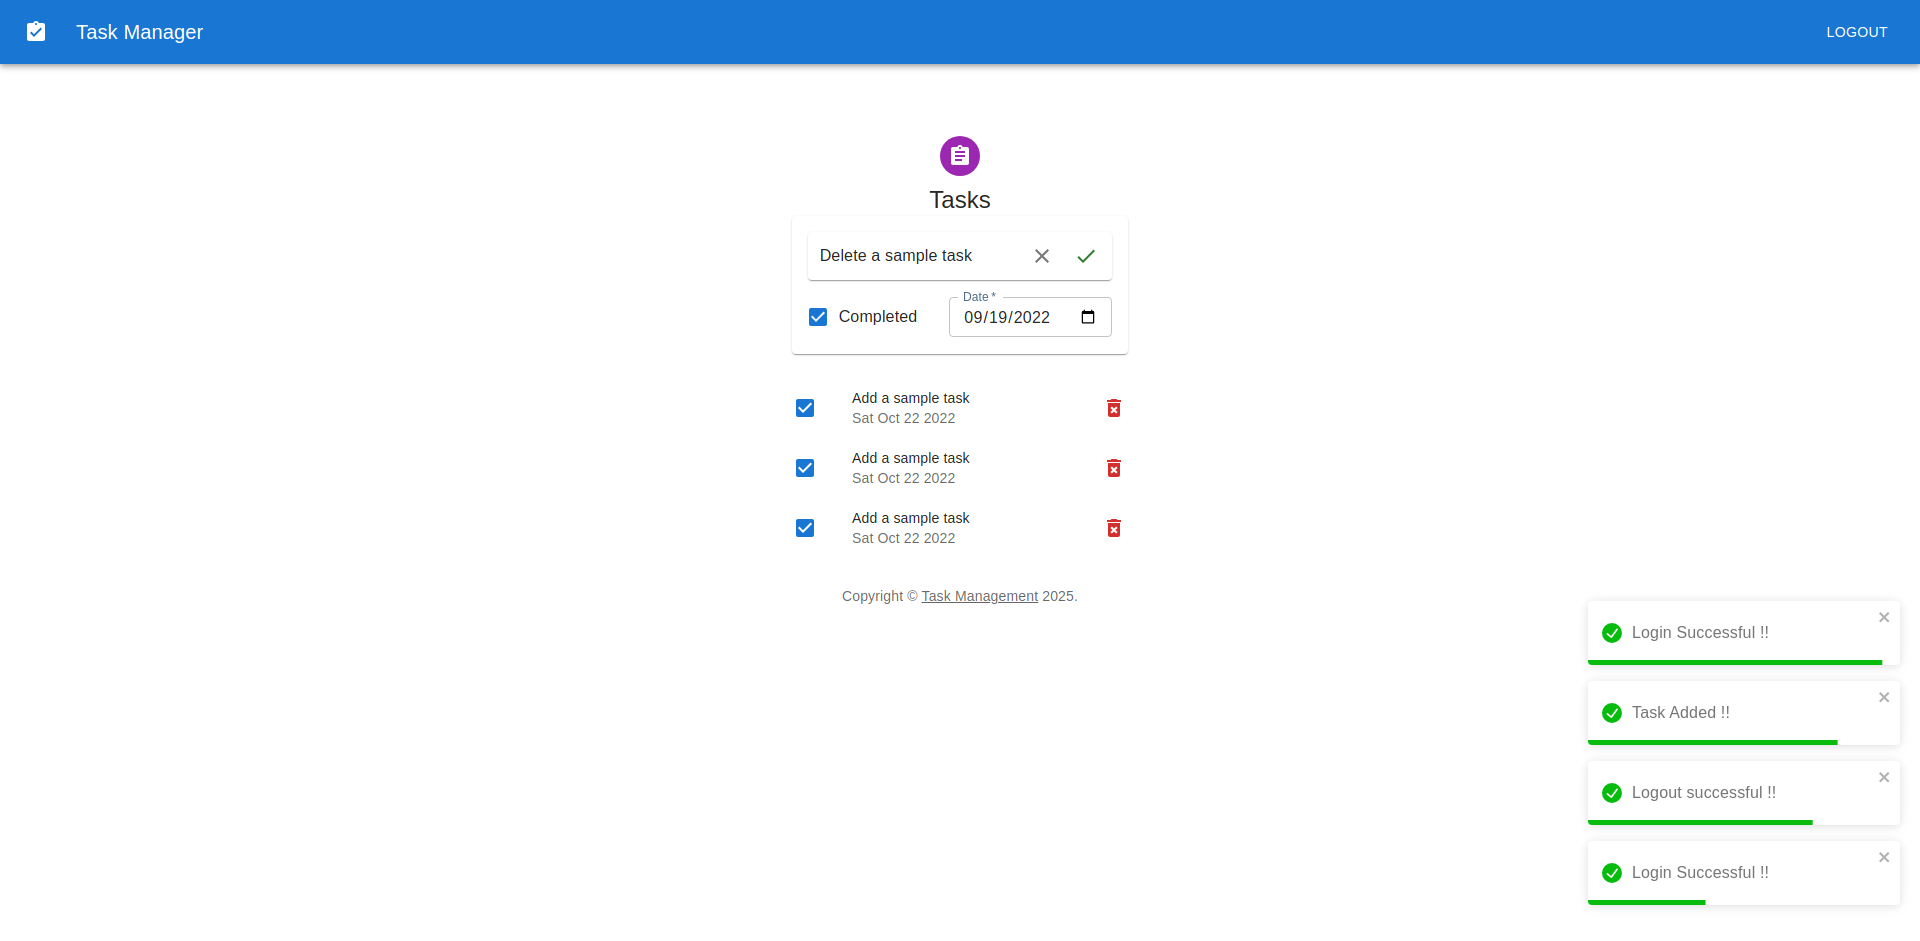 Task Manager
LOGOUT
Tasks
Delete a sample task
Completed
Date *
09/19/2022
Add a sample task
Sat Oct 22 2022
Add a sample task
Sat Oct 22 2022
Add a sample task
Sat Oct 22 2022
Copyright © Task Management 2025.
Login Successful !!
Task Added !!
Logout successful !!
Login Successful !!